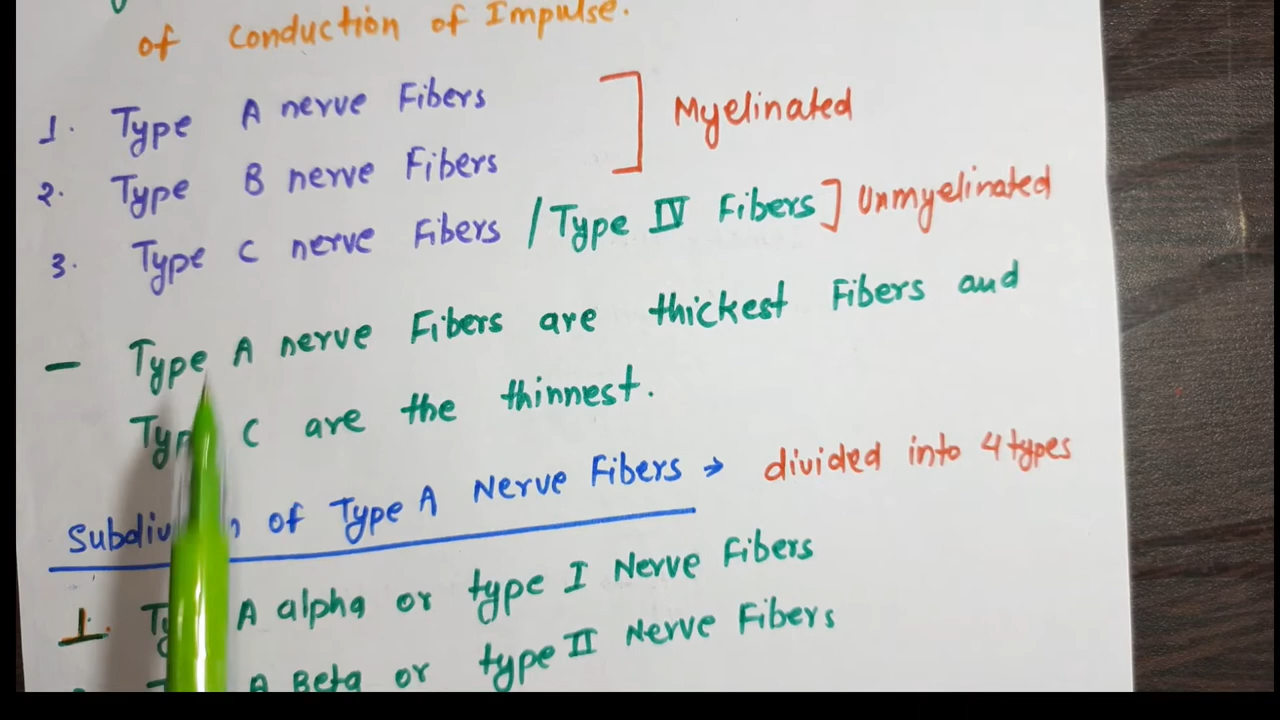 of conduction of Impulse.
1. Type A nerve Fibers
Myelinated
2. Type B nerve Fibers
3. Type C nerve Fibers / Type IV Fibers] Unmyelinated
— Type A nerve Fibers are thickest Fibers and
C are the thinnest.
of Type A Nerve Fibers → divided into 4 types
1. A alpha or type I Nerve Fibers
A Beta or type II Nerve Fibers